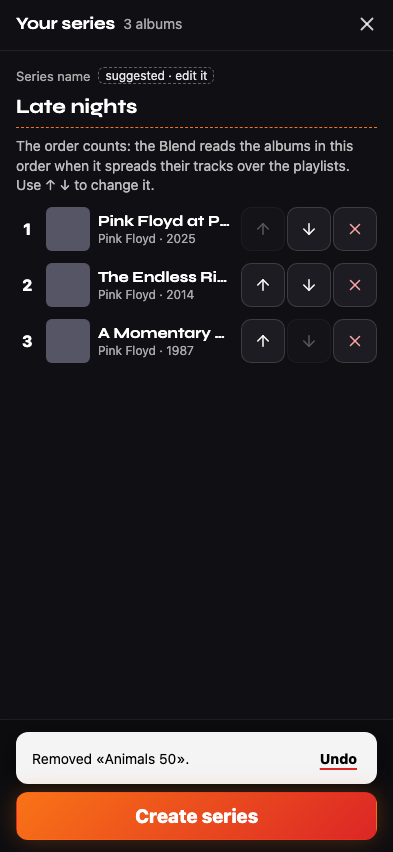 Your series 3 albums
Series name suggested · edit it
Late nights
The order counts: the Blend reads the albums in this
order when it spreads their tracks over the playlists.
Use ↑ ↓ to change it.
1 Pink Floyd at P...
Pink Floyd · 2025
2 The Endless Ri...
Pink Floyd · 2014
3 A Momentary ...
Pink Floyd · 1987
Removed «Animals 50». Undo
Create series